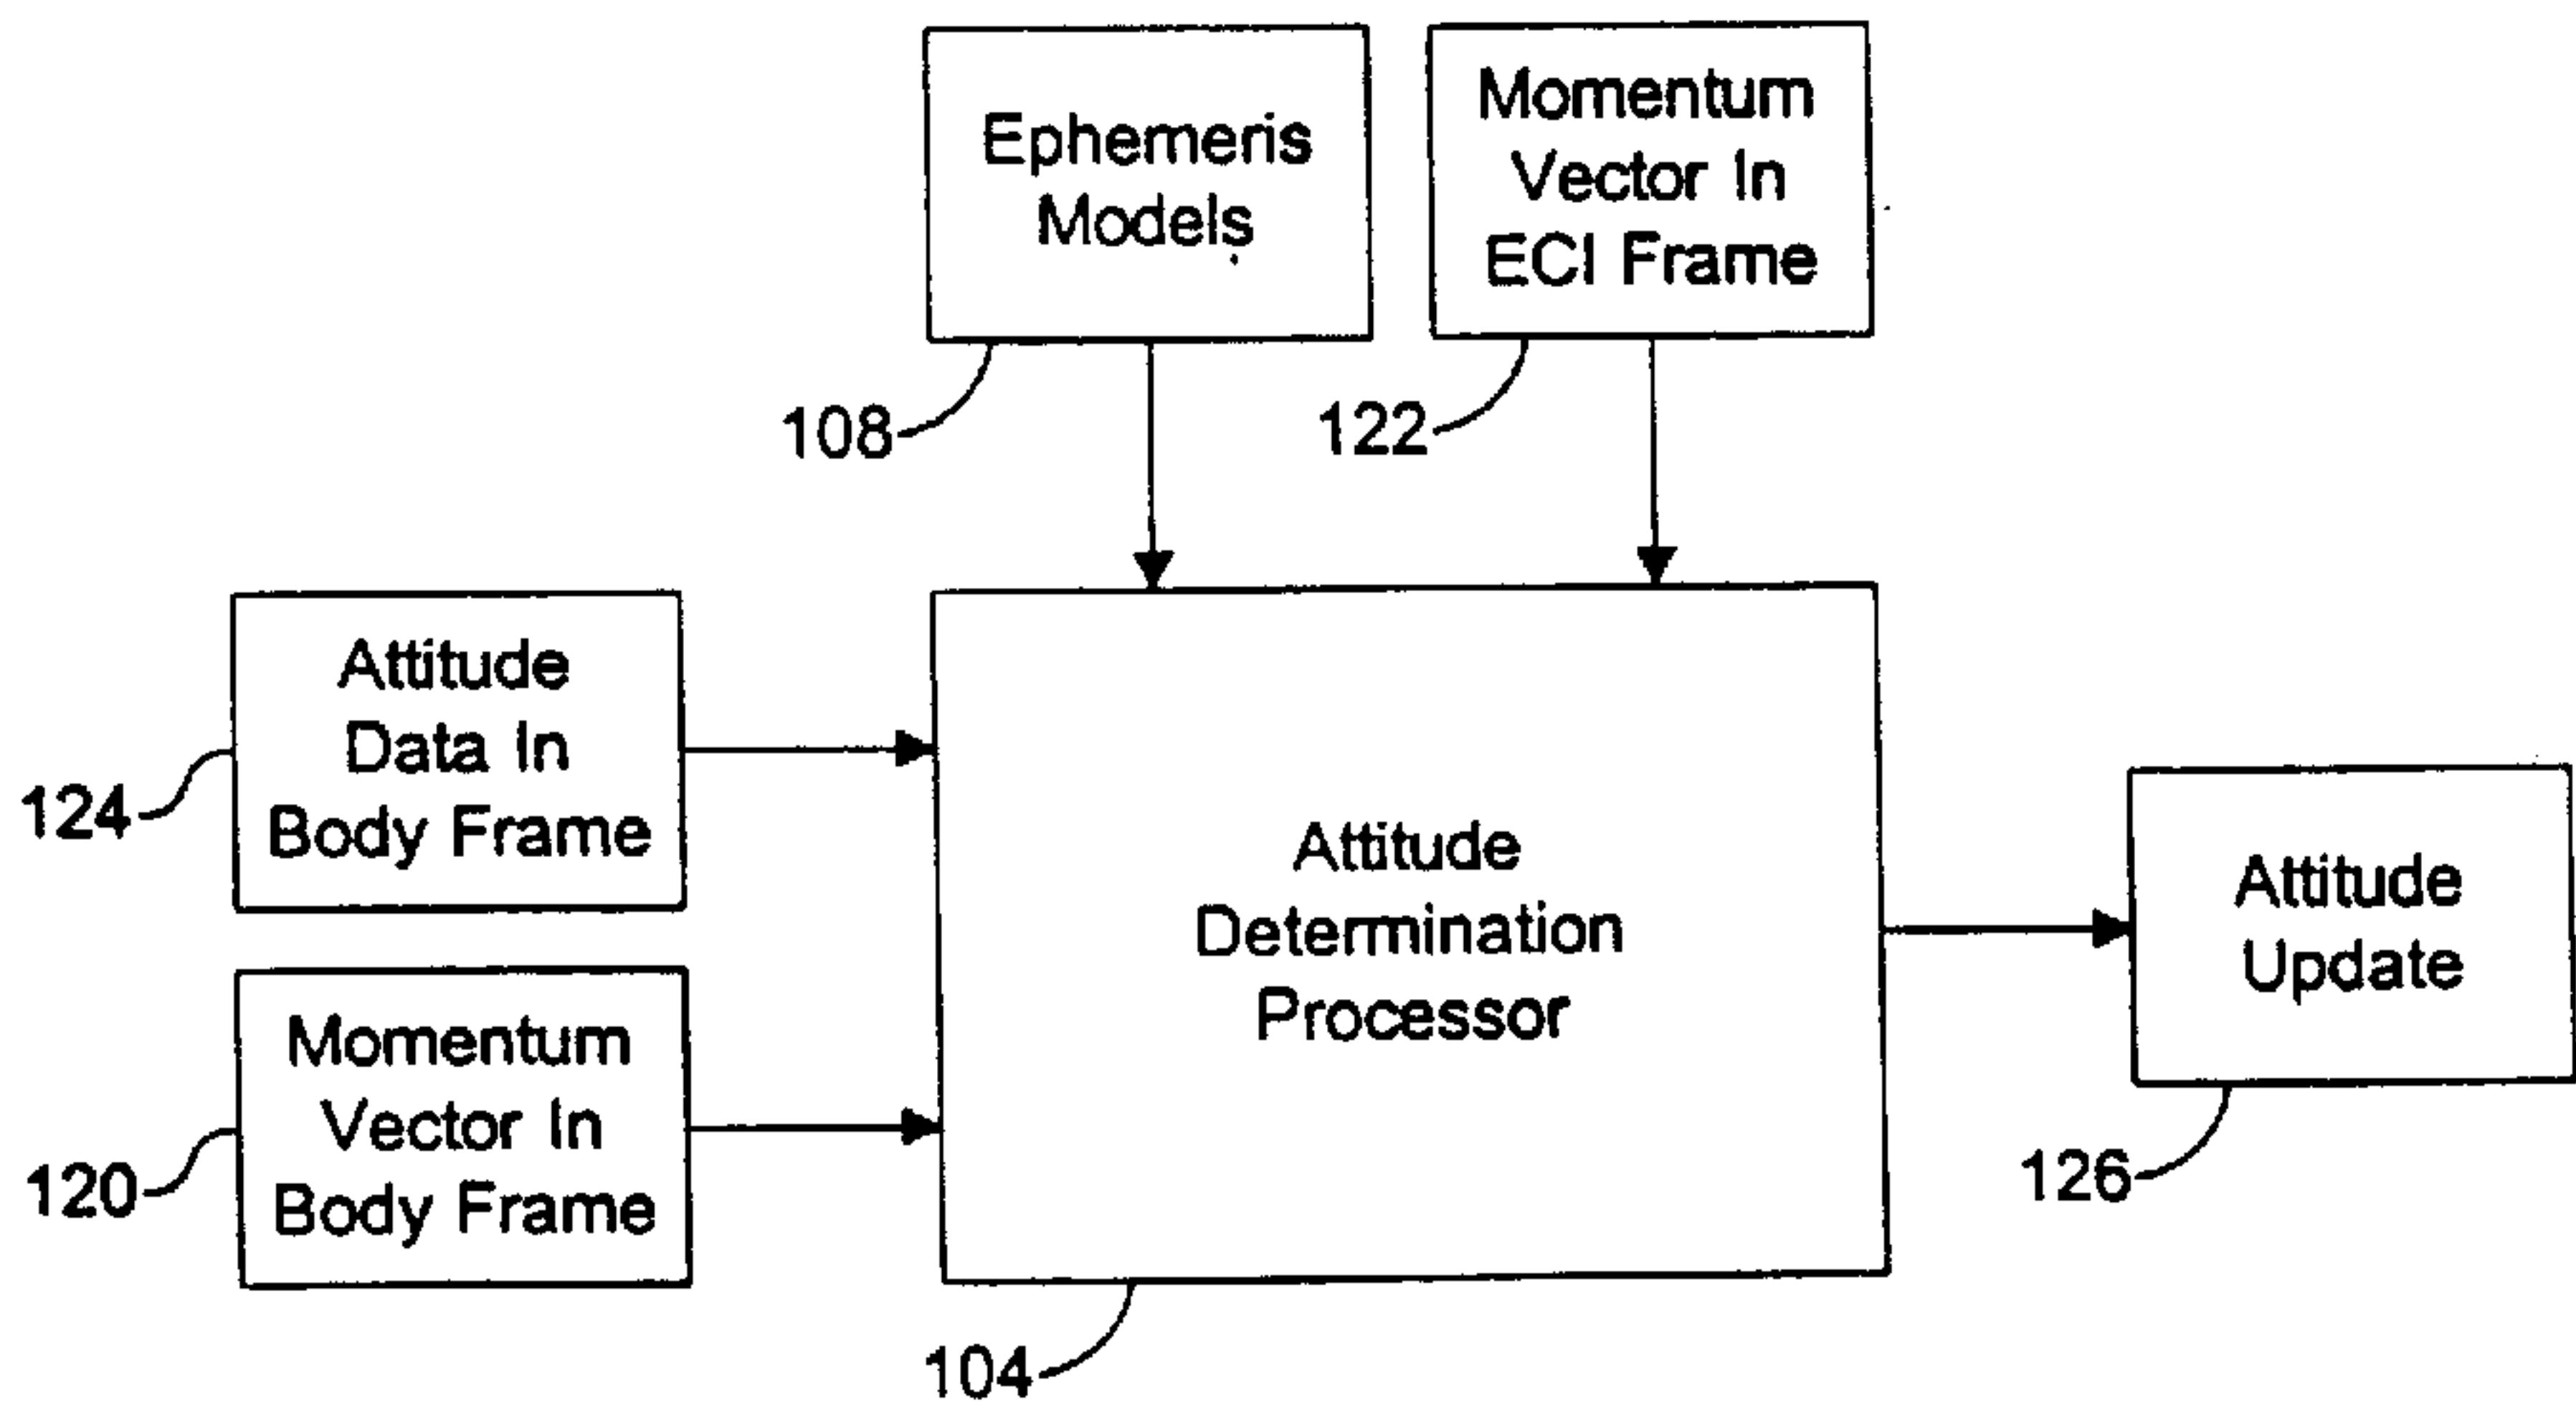 Ephemeris
Models
Momentum
Vector In
ECI Frame
108
122
Attitude
Data In
Body Frame
124
Momentum
Vector In
Body Frame
120
Attitude
Determination
Processor
104
Attitude
Update
126